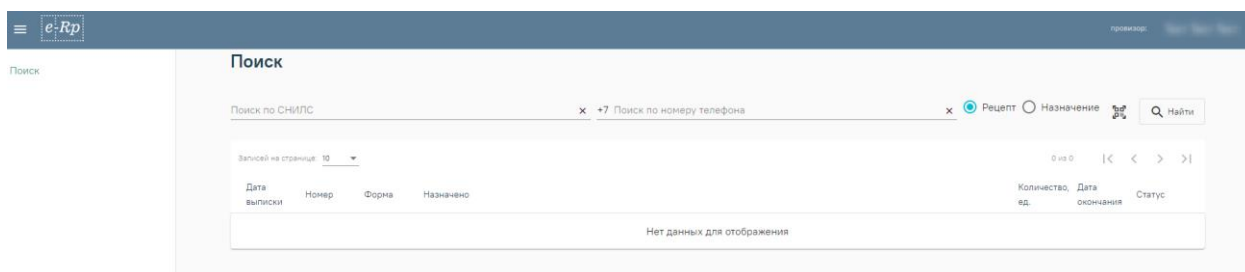 e-Rp
провизор:
Поиск
Поиск
Поиск по СНИЛС
+7 Поиск по номеру телефона
Рецепт
Назначение
Найти
Записей на странице: 10
0 из 0
Дата выписки
Номер
Форма
Назначено
Количество, ед.
Дата окончания
Статус
Нет данных для отображения